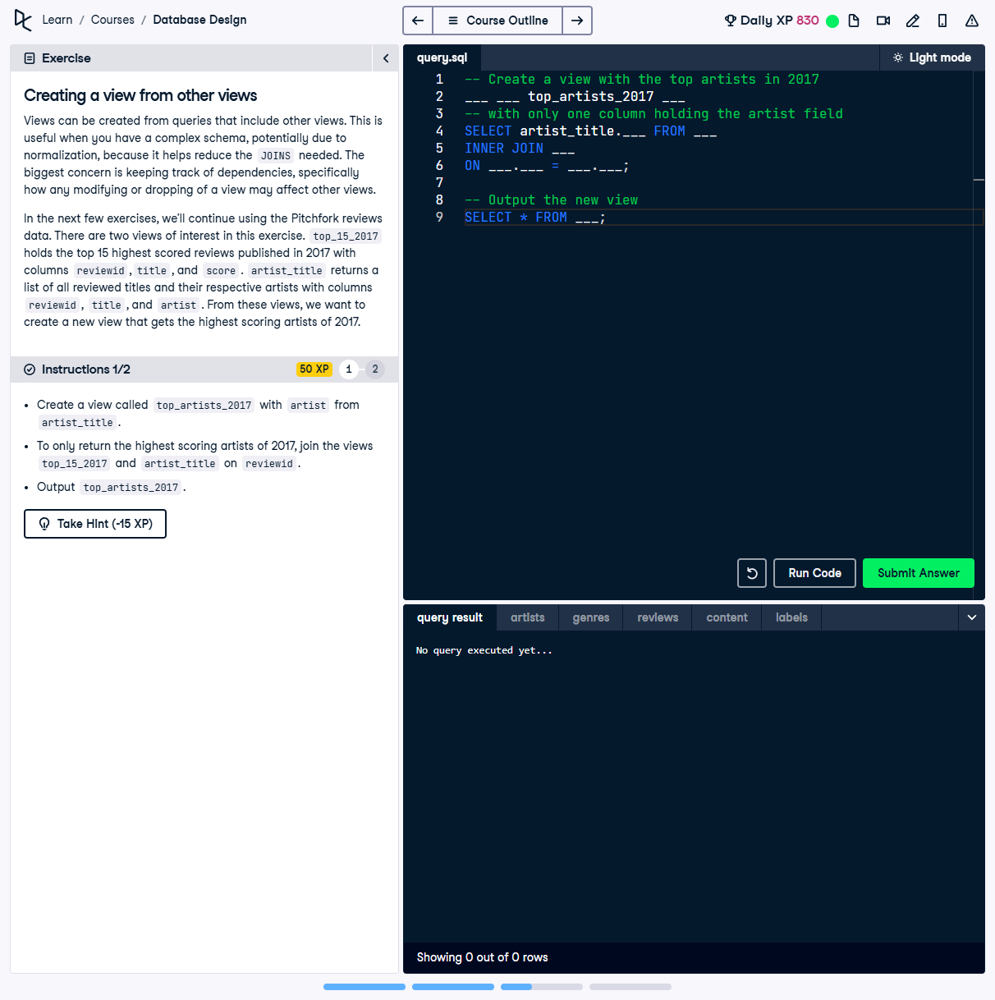 Learn / Courses / Database Design
Course Outline
Daily XP 830
Exercise
Creating a view from other views
Views can be created from queries that include other views. This is
useful when you have a complex schema, potentially due to
normalization, because it helps reduce the JOINS needed. The
biggest concern is keeping track of dependencies, specifically
how any modifying or dropping of a view may affect other views.
In the next few exercises, we'll continue using the Pitchfork reviews
data. There are two views of interest in this exercise. top_15_2017
holds the top 15 highest scored reviews published in 2017 with
columns reviewid, title, and score. artist_title returns a
list of all reviewed titles and their respective artists with columns
reviewid, title, and artist. From these views, we want to
create a new view that gets the highest scoring artists of 2017.
Instructions 1/2
50 XP
1
2
• Create a view called top_artists_2017 with artist from
artist_title.
• To only return the highest scoring artists of 2017, join the views
top_15_2017 and artist_title on reviewid.
• Output top_artists_2017.
Take Hint (-15 XP)
query.sql
Light mode
1 -- Create a view with the top artists in 2017
2 ___ ___ top_artists_2017 ___
3 -- with only one column holding the artist field
4 SELECT artist_title.___ FROM ___
5 INNER JOIN ___
6 ON ___.___ = ___.___;
7
8 -- Output the new view
9 SELECT * FROM ___;
Run Code
Submit Answer
query result
artists
genres
reviews
content
labels
No query executed yet...
Showing 0 out of 0 rows